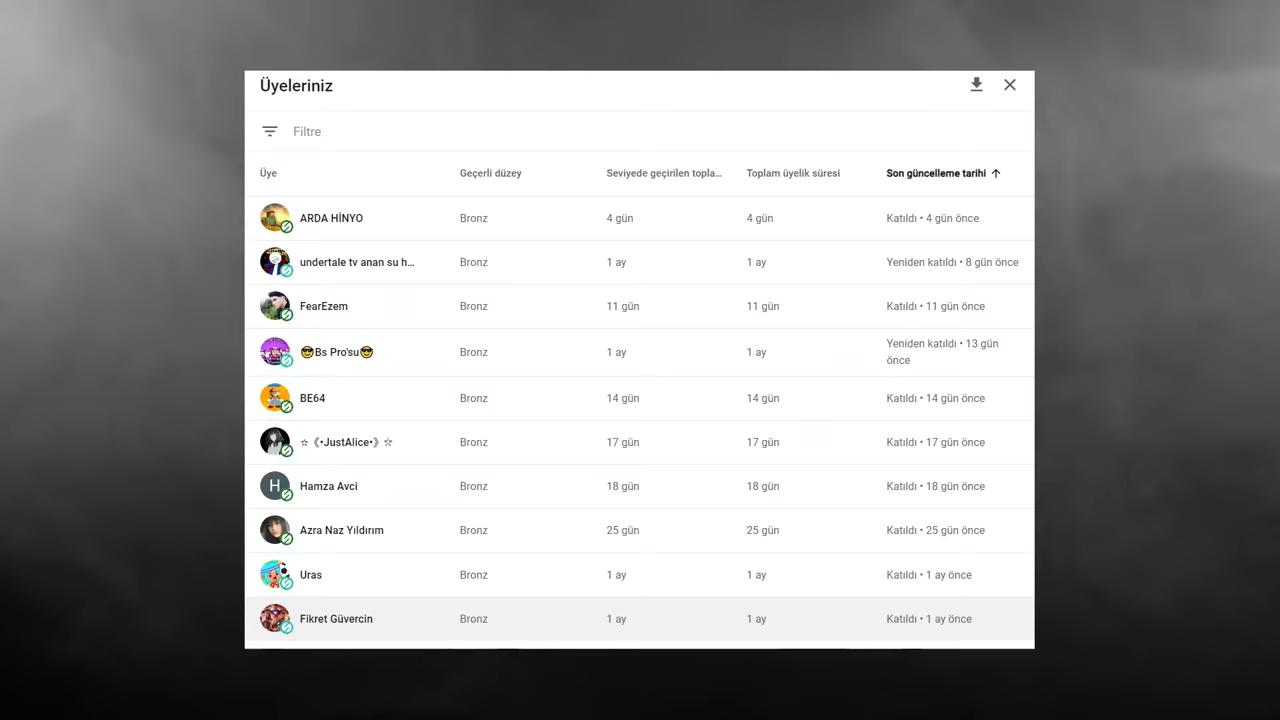 Üyeleriniz
Filtre
Üye Geçerli düzey Seviyede geçirilen topla... Toplam üyelik süresi Son güncelleme tarihi
ARDA HİNYO Bronz 4 gün 4 gün Katıldı • 4 gün önce
undertale tv anan su h... Bronz 1 ay 1 ay Yeniden katıldı • 8 gün önce
FearEzem Bronz 11 gün 11 gün Katıldı • 11 gün önce
😎Bs Pro'su😎 Bronz 1 ay 1 ay Yeniden katıldı • 13 gün
önce
BE64 Bronz 14 gün 14 gün Katıldı • 14 gün önce
☆《•JustAlice•》☆ Bronz 17 gün 17 gün Katıldı • 17 gün önce
H Hamza Avci Bronz 18 gün 18 gün Katıldı • 18 gün önce
Azra Naz Yıldırım Bronz 25 gün 25 gün Katıldı • 25 gün önce
Uras Bronz 1 ay 1 ay Katıldı • 1 ay önce
Fikret Güvercin Bronz 1 ay 1 ay Katıldı • 1 ay önce